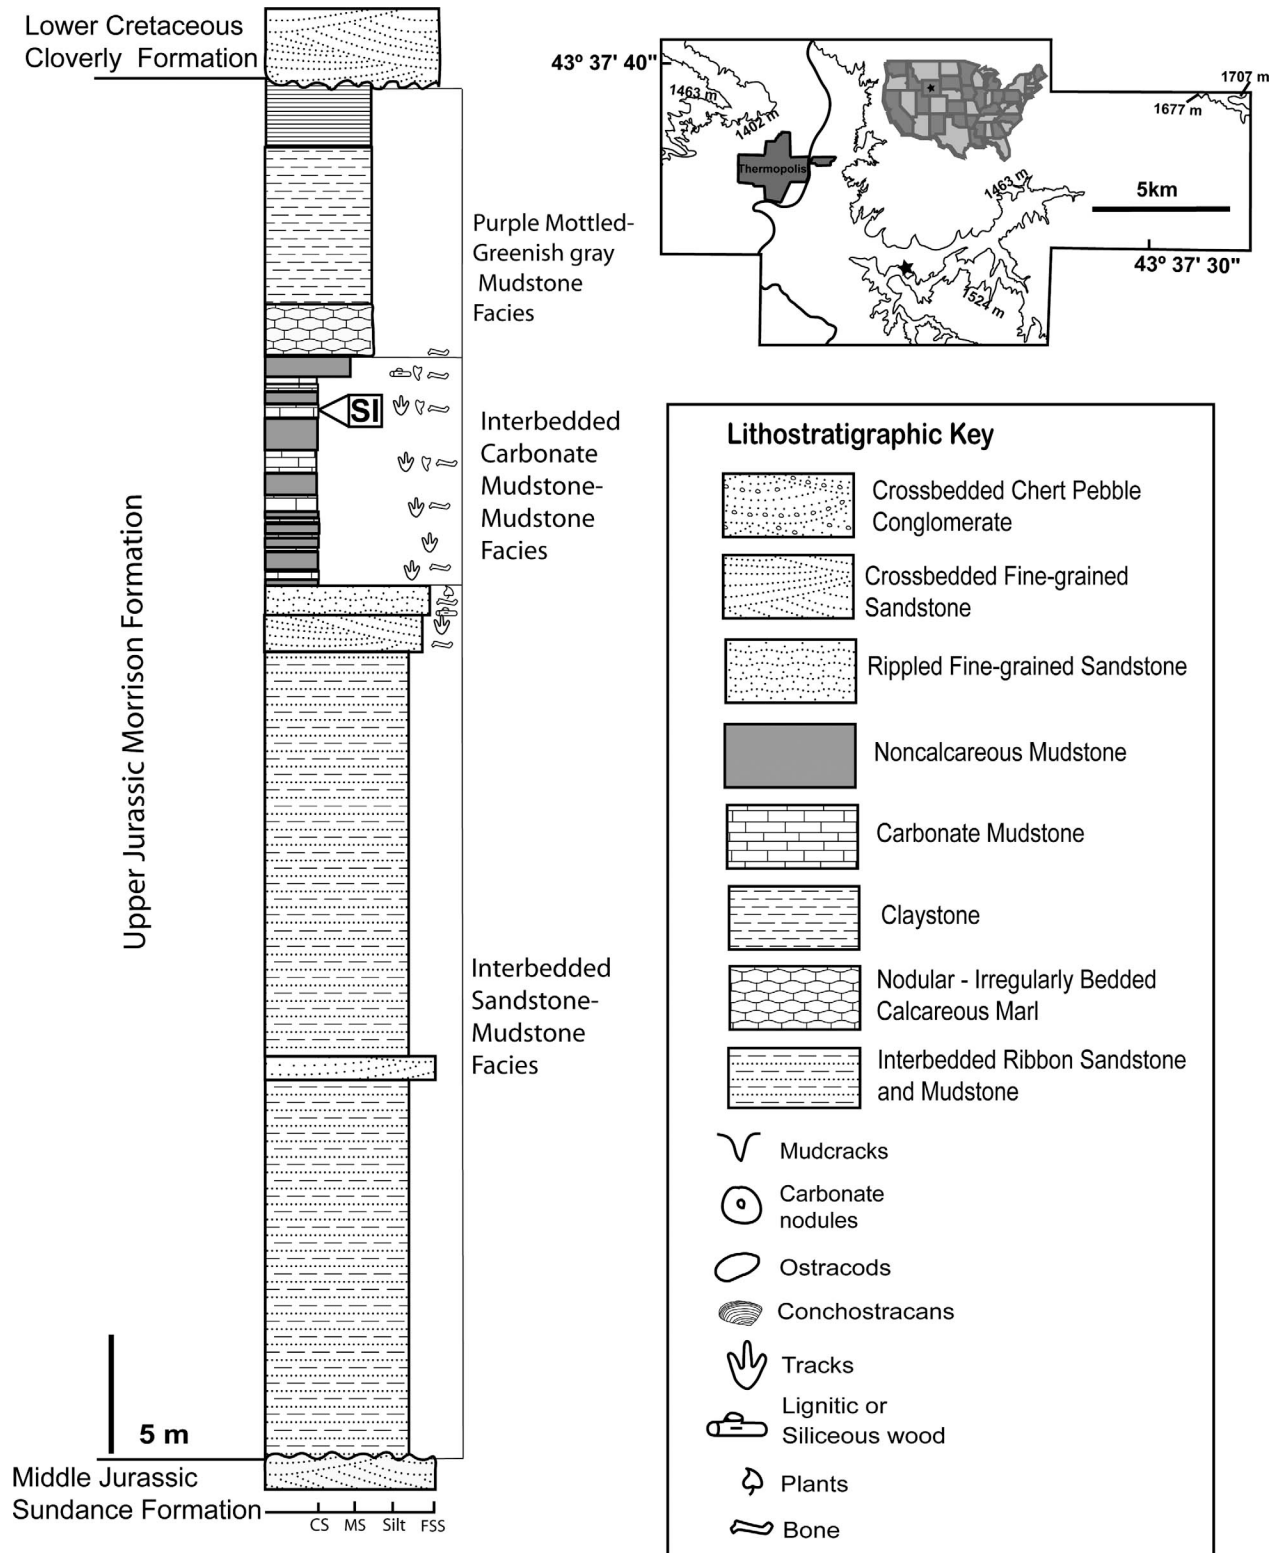 Lower Cretaceous
Cloverly Formation
Purple Mottled-
Greenish gray
Mudstone
Facies
SI
Interbedded
Carbonate
Mudstone-
Mudstone
Facies
Upper Jurassic Morrison Formation
Interbedded
Sandstone-
Mudstone
Facies
5 m
Middle Jurassic
Sundance Formation
CS MS Silt FSS
43º 37' 40"
1463 m
1402 m
Thermopolis
1707 m
1677 m
1463 m
5km
43º 37' 30"
1524 m
Lithostratigraphic Key
Crossbedded Chert Pebble
Conglomerate
Crossbedded Fine-grained
Sandstone
Rippled Fine-grained Sandstone
Noncalcareous Mudstone
Carbonate Mudstone
Claystone
Nodular - Irregularly Bedded
Calcareous Marl
Interbedded Ribbon Sandstone
and Mudstone
Mudcracks
Carbonate
nodules
Ostracods
Conchostracans
Tracks
Lignitic or
Siliceous wood
Plants
Bone